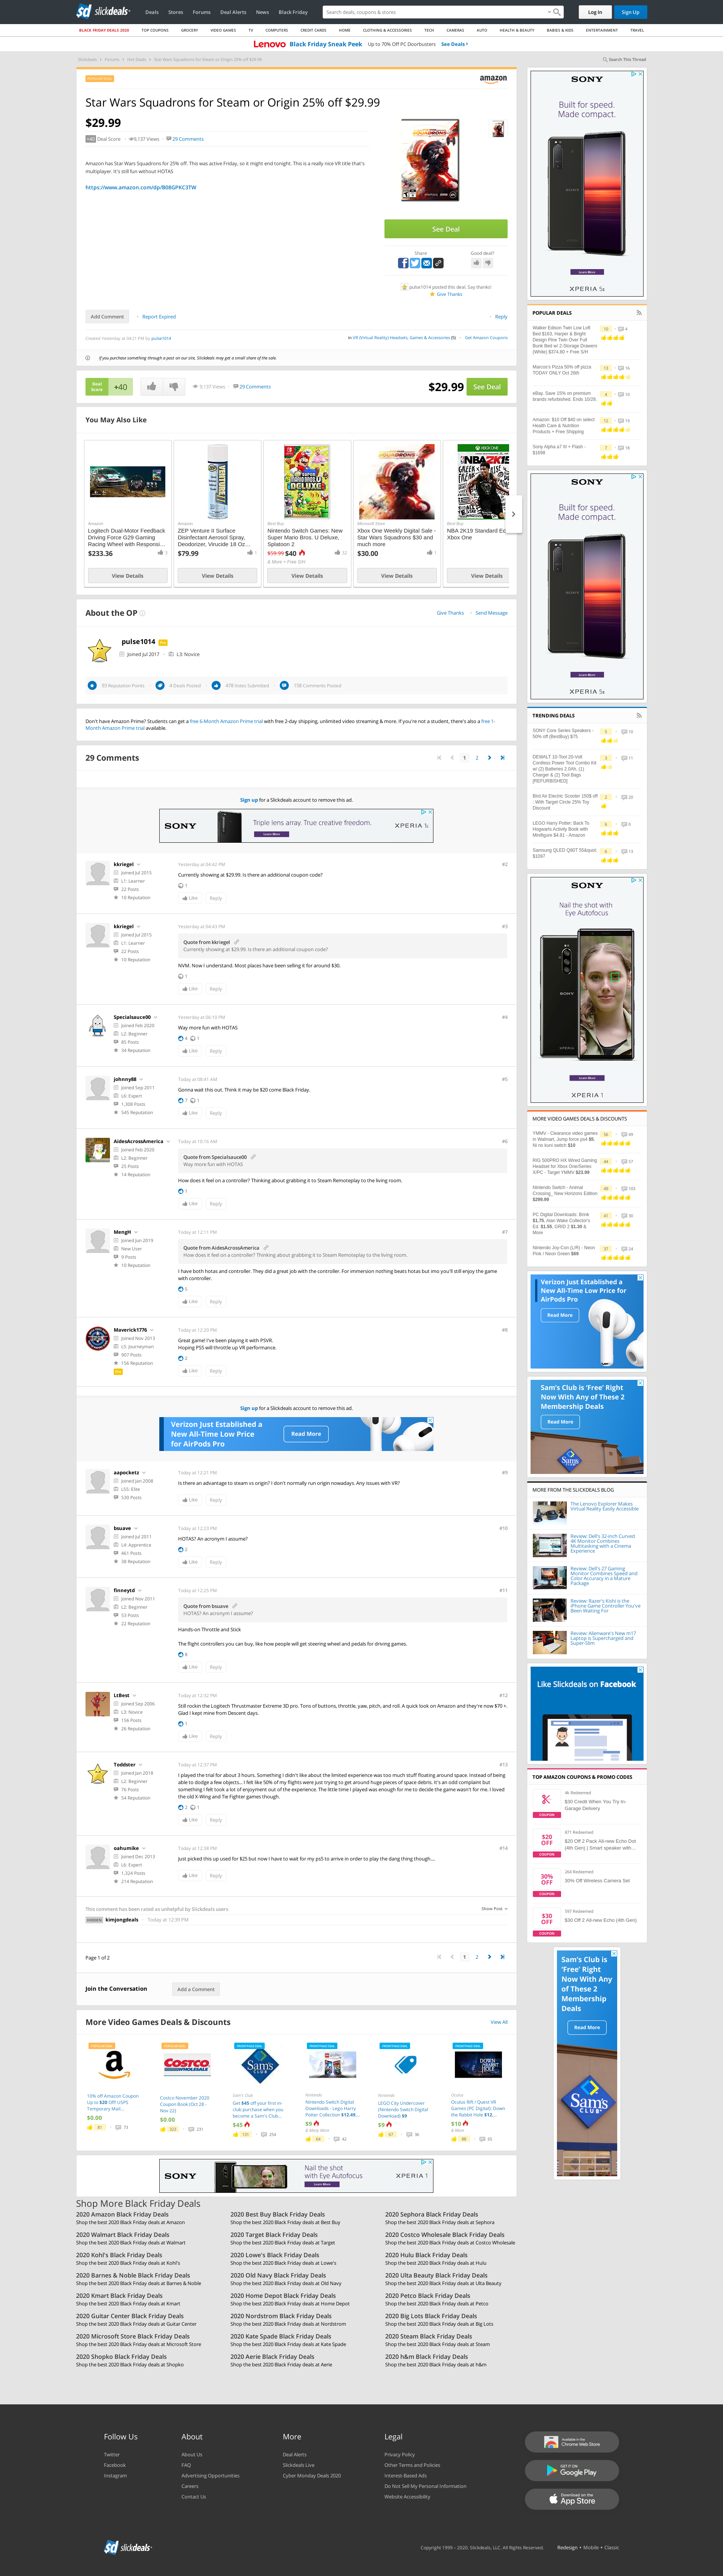 slickdeals
Deals Stores Forums Deal Alerts News Black Friday
Search deals, coupons & stores
Log In Sign Up
BLACK FRIDAY DEALS 2020 TOP COUPONS GROCERY VIDEO GAMES TV COMPUTERS CREDIT CARDS HOME CLOTHING & ACCESSORIES TECH CAMERAS AUTO HEALTH & BEAUTY BABIES & KIDS ENTERTAINMENT TRAVEL
Lenovo Black Friday Sneak Peek Up to 70% Off PC Doorbusters See Deals
Slickdeals Forums Hot Deals Star Wars Squadrons for Steam or Origin 25% off $29.99
Search This Thread
amazon
Star Wars Squadrons for Steam or Origin 25% off $29.99
$29.99
+40 Deal Score 9,137 Views 29 Comments
Amazon has Star Wars Squadrons for 25% off. This was active Friday, so it might end tonight. This is a really nice VR title that's
multiplayer. It's still fun without HOTAS
https://www.amazon.com/dp/B08GPKC3TW
See Deal
Share Good deal?
pulse1014 posted this deal. Say thanks!
Give Thanks
Add Comment Report Expired Reply
Created Yesterday at 04:21 PM by pulse1014
in VR (Virtual Reality) Headsets, Games & Accessories (5) Get Amazon Coupons
If you purchase something through a post on our site, Slickdeals may get a small share of the sale.
Deal Score +40 9,137 Views 29 Comments $29.99 See Deal
You May Also Like
Amazon
Logitech Dual-Motor Feedback
Driving Force G29 Gaming
Racing Wheel with Responsi...
$233.36
View Details
Amazon
ZEP Venture II Surface
Disinfectant Aerosol Spray,
Deodorizer, Virucide 18 Oz...
$79.99
View Details
Best Buy
Nintendo Switch Games: New
Super Mario Bros. U Deluxe,
Splatoon 2
$59.99 $40 32
& More + Free S/H
View Details
Microsoft Store
Xbox One Weekly Digital Sale -
Star Wars Squadrons $30 and
much more
$30.00
View Details
Best Buy
NBA 2K19 Standard Ed
Xbox One
View Details
About the OP
Give Thanks Send Message
pulse1014
Joined Jul 2017 L3: Novice
93 Reputation Points 4 Deals Posted 478 Votes Submitted 158 Comments Posted
Don't have Amazon Prime? Students can get a free 6-Month Amazon Prime trial with free 2-day shipping, unlimited video streaming & more. If you're not a student, there's also a free 1-
Month Amazon Prime trial available.
29 Comments
1 2
Sign up for a Slickdeals account to remove this ad.
SONY Triple lens array. True creative freedom. Learn More XPERIA 1
kkriegel
Joined Jul 2015
L1: Learner
22 Posts
10 Reputation
Yesterday at 04:42 PM #2
Currently showing at $29.99. Is there an additional coupon code?
1
Like Reply
kkriegel
Joined Jul 2015
L1: Learner
22 Posts
10 Reputation
Yesterday at 04:43 PM #3
Quote from kkriegel
Currently showing at $29.99. Is there an additional coupon code?
NVM. Now I understand. Most places have been selling it for around $30.
1
Like Reply
Specialsauce00
Joined Feb 2020
L2: Beginner
85 Posts
34 Reputation
Yesterday at 06:10 PM #4
Way more fun with HOTAS
4 1
Like Reply
johnny88
Joined Sep 2011
L6: Expert
1,308 Posts
545 Reputation
Today at 08:41 AM #5
Gonna wait this out. Think it may be $20 come Black Friday.
7 1
Like Reply
AidesAcrossAmerica
Joined Feb 2020
L2: Beginner
25 Posts
14 Reputation
Today at 10:16 AM #6
Quote from Specialsauce00
Way more fun with HOTAS
How does it feel on a controller? Thinking about grabbing it to Steam Remoteplay to the living room.
1
Like Reply
MengH
Joined Jun 2019
New User
9 Posts
10 Reputation
Today at 12:11 PM #7
Quote from AidesAcrossAmerica
How does it feel on a controller? Thinking about grabbing it to Steam Remoteplay to the living room.
I have both hotas and controller. They did a great job with the controller. For immersion nothing beats hotas but imo you'll still enjoy the game
with controller.
5
Like Reply
Maverick1776
Joined Nov 2013
L5: Journeyman
907 Posts
156 Reputation
Today at 12:20 PM #8
Great game! I've been playing with PSVR.
Hoping PS5 will throttle up VR performance.
2
Like Reply
Sign up for a Slickdeals account to remove this ad.
Verizon Just Established a
New All-Time Low Price
for AirPods Pro
Read More
aapocketz
Joined Jan 2008
L55: Elite
530 Posts
Today at 12:21 PM #9
Is there an advantage to steam vs origin? I don't normally run origin nowadays. Any issues with VR?
Like Reply
bsuave
Joined Jul 2011
L4: Apprentice
461 Posts
38 Reputation
Today at 12:23 PM #10
HOTAS? An acronym I assume?
2
Like Reply
finneytd
Joined Nov 2011
L2: Beginner
53 Posts
22 Reputation
Today at 12:25 PM #11
Quote from bsuave
HOTAS? An acronym I assume?
Hands-on Throttle and Stick
The flight controllers you can buy, like how people will get steering wheel and pedals for driving games.
8
Like Reply
LtBest
Joined Sep 2006
L3: Novice
156 Posts
26 Reputation
Today at 12:32 PM #12
Still rockin the Logitech Thrustmaster Extreme 3D pro. Tons of buttons, throttle, yaw, pitch, and roll. A quick look on Amazon and they're now $70 +.
Glad I kept mine from Descent days.
1
Like Reply
Toddster
Joined Jan 2018
L2: Beginner
76 Posts
54 Reputation
Today at 12:37 PM #13
I played the trial for about 3 hours. Something I didn't like about the limited experience was too much stuff floating around space. Instead of being
able to dodge a few objects... I felt like 50% of my flights were just trying to get around huge pieces of space debris. It's an odd complaint but
something I felt took a lot of enjoyment out of the experience. The little time I played was enough for me to decide the game wasn't for me. I loved
the old X-Wing and Tie Fighter games though.
2 1
Like Reply
oahumike
Joined Dec 2013
L6: Expert
1,324 Posts
214 Reputation
Today at 12:38 PM #14
Just picked this up used for $25 but now I have to wait for my ps5 to arrive in order to play the dang thing though....
Like Reply
This comment has been rated as unhelpful by Slickdeals users Show Post
kimjongdeals Today at 12:39 PM
Page 1 of 2 1 2
Join the Conversation Add a Comment
More Video Games Deals & Discounts View All
10% off Amazon Coupon
Up to $20 Off! USPS
Temporary Mail...
$0.00
COSTCO WHOLESALE
Costco November 2020
Coupon Book (Oct 28 -
Nov 22)
$0.00
323 231
Sam's Club
Get $45 off your first in-
club purchase when you
become a Sam's Club...
$45
Nintendo
Nintendo Switch Digital
Downloads - Lego Harry
Potter Collection $12.49,
$9
& Many More
64 42
Nintendo
LEGO City Undercover
(Nintendo Switch Digital
Download) $9
$9
Oculus
Oculus Rift / Quest VR
Games (PC Digital): Down
the Rabbit Hole $12,
$10
& More
SONY Nail the shot
with Eye Autofocus
Learn More XPERIA 1
Shop More Black Friday Deals
2020 Amazon Black Friday Deals
Shop the best 2020 Black Friday deals at Amazon
2020 Best Buy Black Friday Deals
Shop the best 2020 Black Friday deals at Best Buy
2020 Sephora Black Friday Deals
Shop the best 2020 Black Friday deals at Sephora
2020 Walmart Black Friday Deals
Shop the best 2020 Black Friday deals at Walmart
2020 Target Black Friday Deals
Shop the best 2020 Black Friday deals at Target
2020 Costco Wholesale Black Friday Deals
Shop the best 2020 Black Friday deals at Costco Wholesale
2020 Kohl's Black Friday Deals
Shop the best 2020 Black Friday deals at Kohl's
2020 Lowe's Black Friday Deals
Shop the best 2020 Black Friday deals at Lowe's
2020 Hulu Black Friday Deals
Shop the best 2020 Black Friday deals at Hulu
2020 Barnes & Noble Black Friday Deals
Shop the best 2020 Black Friday deals at Barnes & Noble
2020 Old Navy Black Friday Deals
Shop the best 2020 Black Friday deals at Old Navy
2020 Ulta Beauty Black Friday Deals
Shop the best 2020 Black Friday deals at Ulta Beauty
2020 Kmart Black Friday Deals
Shop the best 2020 Black Friday deals at Kmart
2020 Home Depot Black Friday Deals
Shop the best 2020 Black Friday deals at Home Depot
2020 Petco Black Friday Deals
Shop the best 2020 Black Friday deals at Petco
2020 Guitar Center Black Friday Deals
Shop the best 2020 Black Friday deals at Guitar Center
2020 Nordstrom Black Friday Deals
Shop the best 2020 Black Friday deals at Nordstrom
2020 Big Lots Black Friday Deals
Shop the best 2020 Black Friday deals at Big Lots
2020 Microsoft Store Black Friday Deals
Shop the best 2020 Black Friday deals at Microsoft Store
2020 Kate Spade Black Friday Deals
Shop the best 2020 Black Friday deals at Kate Spade
2020 Steam Black Friday Deals
Shop the best 2020 Black Friday deals at Steam
2020 Shopko Black Friday Deals
Shop the best 2020 Black Friday deals at Shopko
2020 Aerie Black Friday Deals
Shop the best 2020 Black Friday deals at Aerie
2020 h&m Black Friday Deals
Shop the best 2020 Black Friday deals at h&m
SONY
Built for speed.
Made compact.
Learn More
XPERIA 5
POPULAR DEALS
Walker Edison Twin Low Loft
Bed $163, Harper & Bright
Design Pine Twin Over Full
Bunk Bed w/ 2-Storage Drawers
(White) $374.80 + Free S/H
Marcos's Pizza 50% off pizza
TODAY ONLY Oct 26th
eBay. Save 15% on premium
brands refurbished. Ends 10/28.
Amazon: $10 Off $40 on select
Health Care & Nutrition
Products + Free Shipping
Sony Alpha a7 III + Flash -
$1698
SONY
Built for speed.
Made compact.
Learn More
XPERIA 5
TRENDING DEALS
SONY Core Series Speakers -
50% off (BestBuy) $75
DEWALT 10-Tool 20-Volt
Cordless Power Tool Combo Kit
w/ (2) Batteries 2.0Ah, (1)
Charger & (2) Tool Bags
[REFURBISHED]
Bird Air Electric Scooter 150$ off
. With Target Circle 25% Toy
Discount
LEGO Harry Potter: Back To
Hogwarts Activity Book with
Minifigure $4.81 - Amazon
Samsung QLED Q80T 55&quot;
$1097
SONY
Nail the shot with
Eye Autofocus
Learn More
XPERIA 1
MORE VIDEO GAMES DEALS & DISCOUNTS
YMMV - Clearance video games
in Walmart, Jump force ps4 $5,
Ni no kuni switch $10
RIG 500PRO HX Wired Gaming
Headset for Xbox One/Series
X/PC - Target YMMV $23.98
Nintendo Switch - Animal
Crossing_ New Horizons Edition
$299.99
PC Digital Downloads: Brink
$1.75, Alan Wake Collector's
Ed. $1.55, GRID 2 $1.35 &
More
Nintendo Joy-Con (L/R) - Neon
Pink / Neon Green $69
Verizon Just Established a
New All-Time Low Price for
AirPods Pro
Read More
Sam's Club is 'Free' Right
Now With Any of These 2
Membership Deals
Read More
Sam's
MORE FROM THE SLICKDEALS BLOG
The Lenovo Explorer Makes
Virtual Reality Easily Accessible
Review: Dell's 32-inch Curved
4K Monitor Combines
Multitasking with a Cinema
Experience
Review: Dell's 27 Gaming
Monitor Combines Speed and
Color Accuracy in a Mature
Package
Review: Razer's Kishi is the
iPhone Game Controller You've
Been Waiting For
Review: Alienware's New m17
Laptop is Supercharged and
Super-Slim
Like Slickdeals on Facebook
TOP AMAZON COUPONS & PROMO CODES
4k Redeemed
$30 Credit When You Try In-
Garage Delivery
COUPON
$20 OFF
871 Redeemed
$20 Off 2 Pack All-new Echo Dot
(4th Gen) | Smart speaker with...
COUPON
30% OFF
264 Redeemed
30% Off Wireless Camera Set
COUPON
$30 OFF
597 Redeemed
$30 Off 2 All-new Echo (4th Gen)
COUPON
Sam's Club is
'Free' Right
Now With Any
of These 2
Membership
Deals
Read More
Sam's CLUB
Follow Us
Twitter
Facebook
Instagram
About
About Us
FAQ
Advertising Opportunities
Careers
Contact Us
More
Deal Alerts
Slickdeals Live
Cyber Monday Deals 2020
Legal
Privacy Policy
Other Terms and Policies
Interest-Based Ads
Do Not Sell My Personal Information
Website Accessibility
Available in the
Chrome Web Store
GET IT ON
Google Play
Download on the
App Store
slickdeals
Copyright 1999 - 2020. Slickdeals, LLC. All Rights Reserved. Redesign • Mobile • Classic